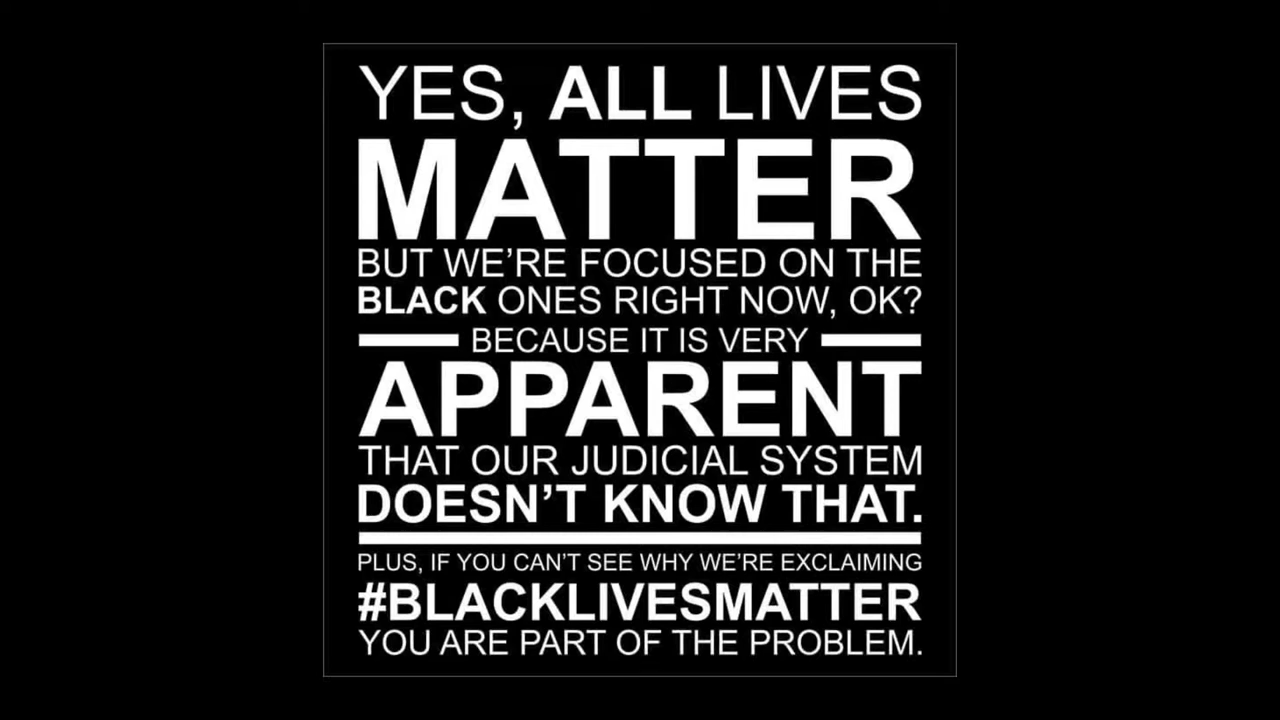 YES, ALL LIVES
MATTER
BUT WE'RE FOCUSED ON THE
BLACK ONES RIGHT NOW, OK?
BECAUSE IT IS VERY
APPARENT
THAT OUR JUDICIAL SYSTEM
DOESN'T KNOW THAT.
PLUS, IF YOU CAN'T SEE WHY WE'RE EXCLAIMING
#BLACKLIVESMATTER
YOU ARE PART OF THE PROBLEM.